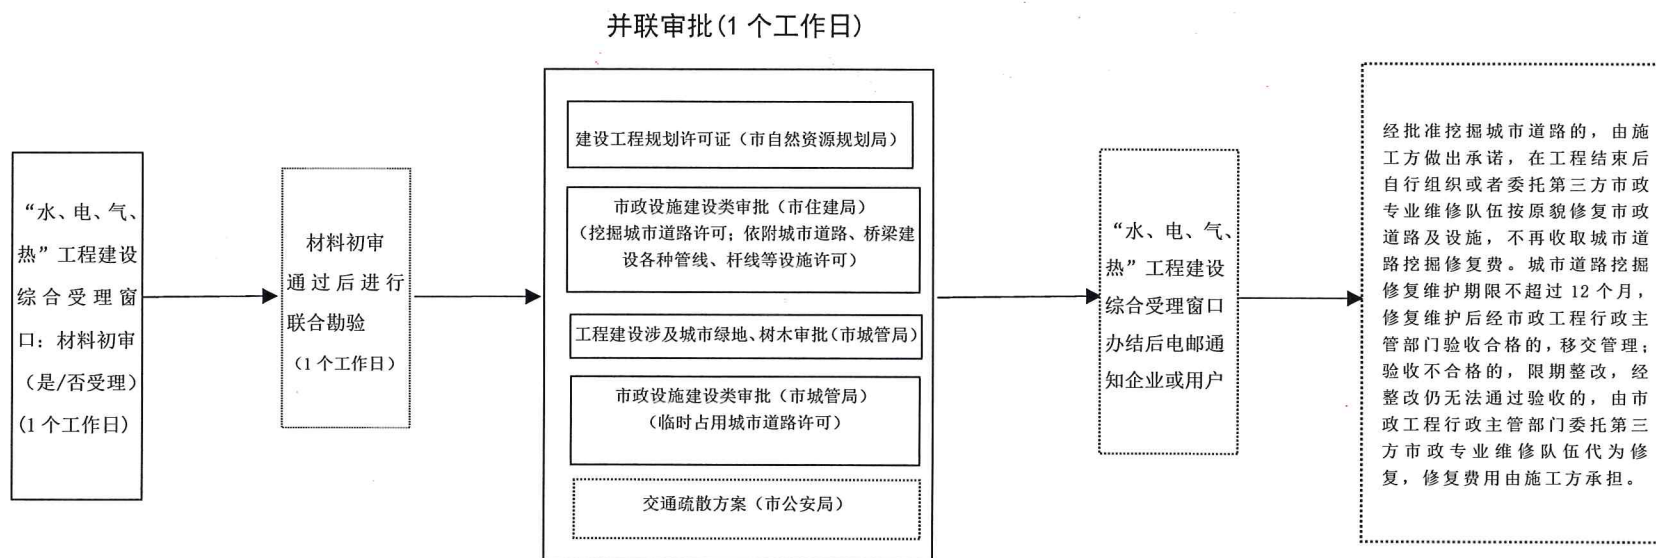 并联审批(1 个工作日)
“水、电、气、
热”工程建设
综合受理窗
口：材料初审
（是/否受理）
(1 个工作日)
材料初审
通过后进行
联合勘验
（1 个工作日）
建设工程规划许可证（市自然资源规划局）
市政设施建设类审批（市住建局）
（挖掘城市道路许可；依附城市道路、桥梁建
设各种管线、杆线等设施许可）
工程建设涉及城市绿地、树木审批（市城管局）
市政设施建设类审批（市城管局）
（临时占用城市道路许可）
交通疏散方案（市公安局）
“水、电、气、
热”工程建设
综合受理窗口
办结后电邮通
知企业或用户
经批准挖掘城市道路的，由施
工方做出承诺，在工程结束后
自行组织或者委托第三方市政
专业维修队伍按原貌修复市政
道路及设施，不再收取城市道
路挖掘修复费。城市道路挖掘
修复维护期限不超过 12 个月，
修复维护后经市政工程行政主
管部门验收合格的，移交管理；
验收不合格的，限期整改，经
整改仍无法通过验收的，由市
政工程行政主管部门委托第三
方市政专业维修队伍代为修
复，修复费用由施工方承担。